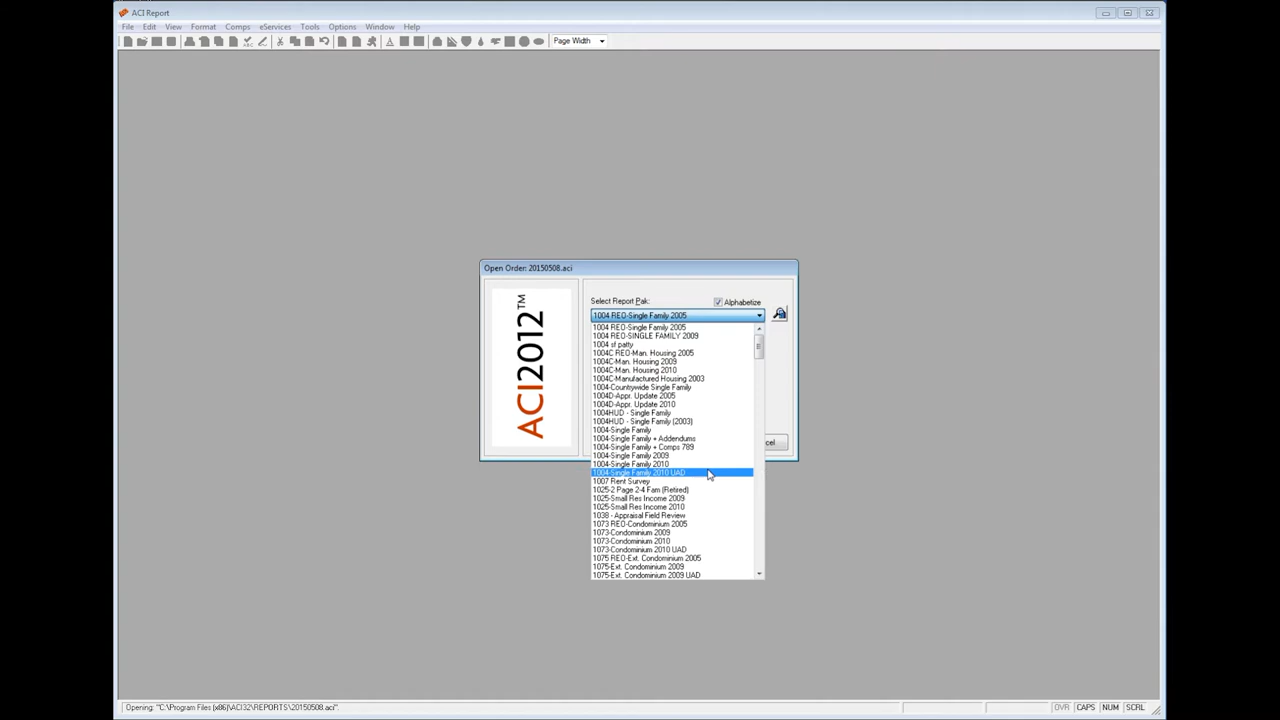 ACI Report
File Edit View Format Comps eServices Tools Options Window Help
Page Width
Open Order: 20150508.aci
ACI2012™
Select Report Pak:
Alphabetize
1004 REO-Single Family 2005
1004 REO-Single Family 2005
1004 REO-SINGLE FAMILY 2009
1004 sf patty
1004C REO-Man. Housing 2005
1004C-Man. Housing 2009
1004C-Man. Housing 2010
1004C-Manufactured Housing 2003
1004-Countrywide Single Family
1004D-Appr. Update 2005
1004D-Appr. Update 2010
1004HUD - Single Family
1004HUD - Single Family (2003)
1004-Single Family
1004-Single Family + Addendums
1004-Single Family + Comps 789
1004-Single Family 2009
1004-Single Family 2010
1004-Single Family 2010 UAD
1007 Rent Survey
1025-2 Page 2-4 Fam (Retired)
1025-Small Res Income 2009
1025-Small Res Income 2010
1038 - Appraisal Field Review
1073 REO-Condominium 2005
1073-Condominium 2009
1073-Condominium 2010
1073-Condominium 2010 UAD
1075 REO-Ext. Condominium 2005
1075-Ext. Condominium 2009
1075-Ext. Condominium 2009 UAD
cel
Opening: "C:\Program Files (x86)\ACI32\REPORTS\20150508.aci".
OVR CAPS NUM SCRL